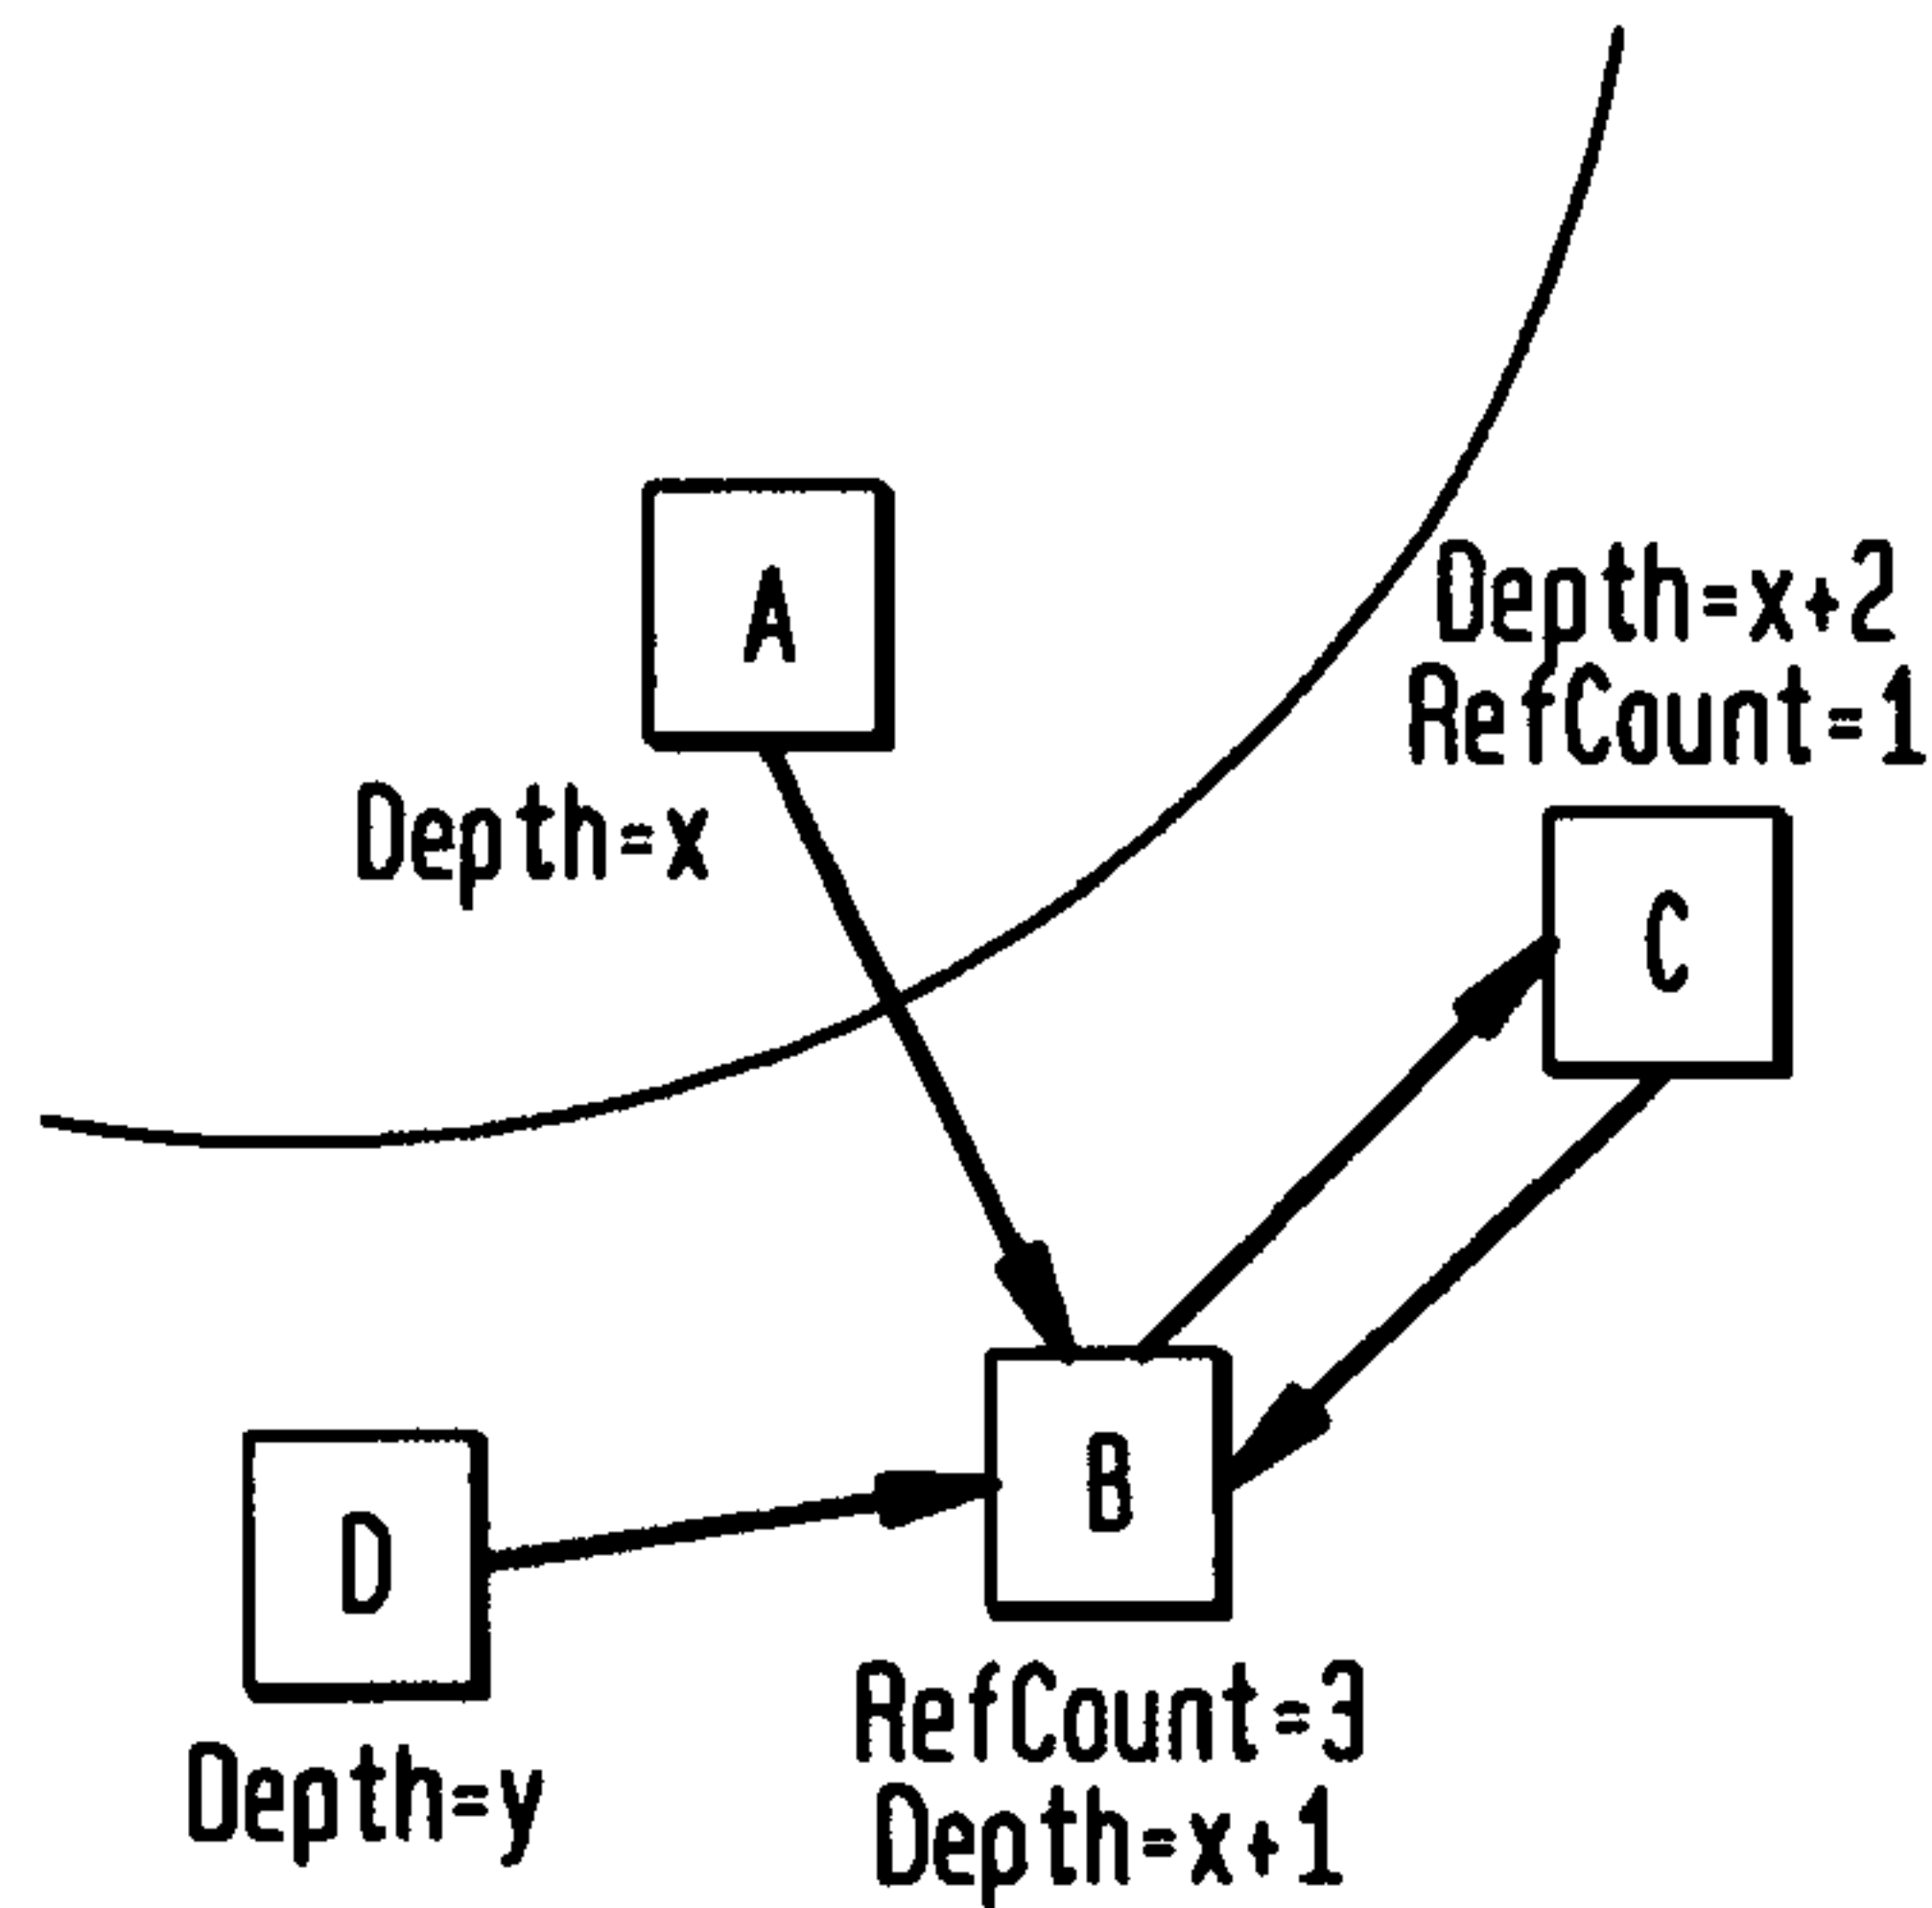 A
Depth=x
Depth=x+2
RefCount=1
C
B
D
RefCount=3
Depth=x+1
Depth=y